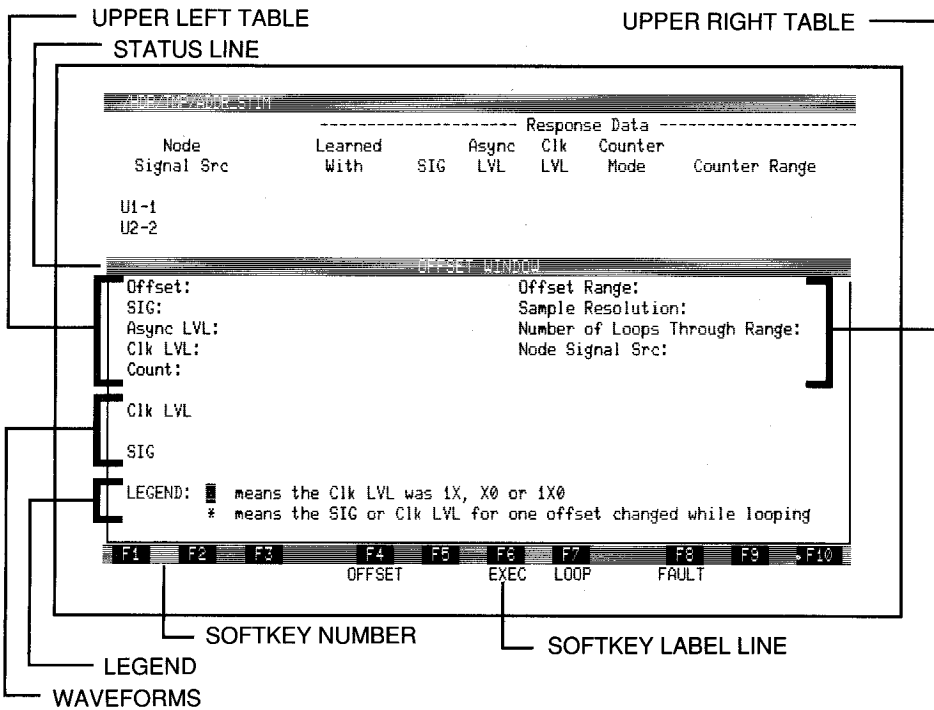 UPPER LEFT TABLE
UPPER RIGHT TABLE
STATUS LINE
/HDR/TMP/ADDR_STIM
Response Data
Node Learned Async Clk Counter
Signal Src With SIG LVL LVL Mode Counter Range
U1-1
U2-2
OFFSET WINDOW
Offset: Offset Range:
SIG: Sample Resolution:
Async LVL: Number of Loops Through Range:
Clk LVL: Node Signal Src:
Count:
Clk LVL
SIG
LEGEND: means the Clk LVL was 1X, X0 or 1X0
* means the SIG or Clk LVL for one offset changed while looping
F1 F2 F3 F4 F5 F6 F7 F8 F9 F10
OFFSET EXEC LOOP FAULT
SOFTKEY NUMBER
SOFTKEY LABEL LINE
LEGEND
WAVEFORMS